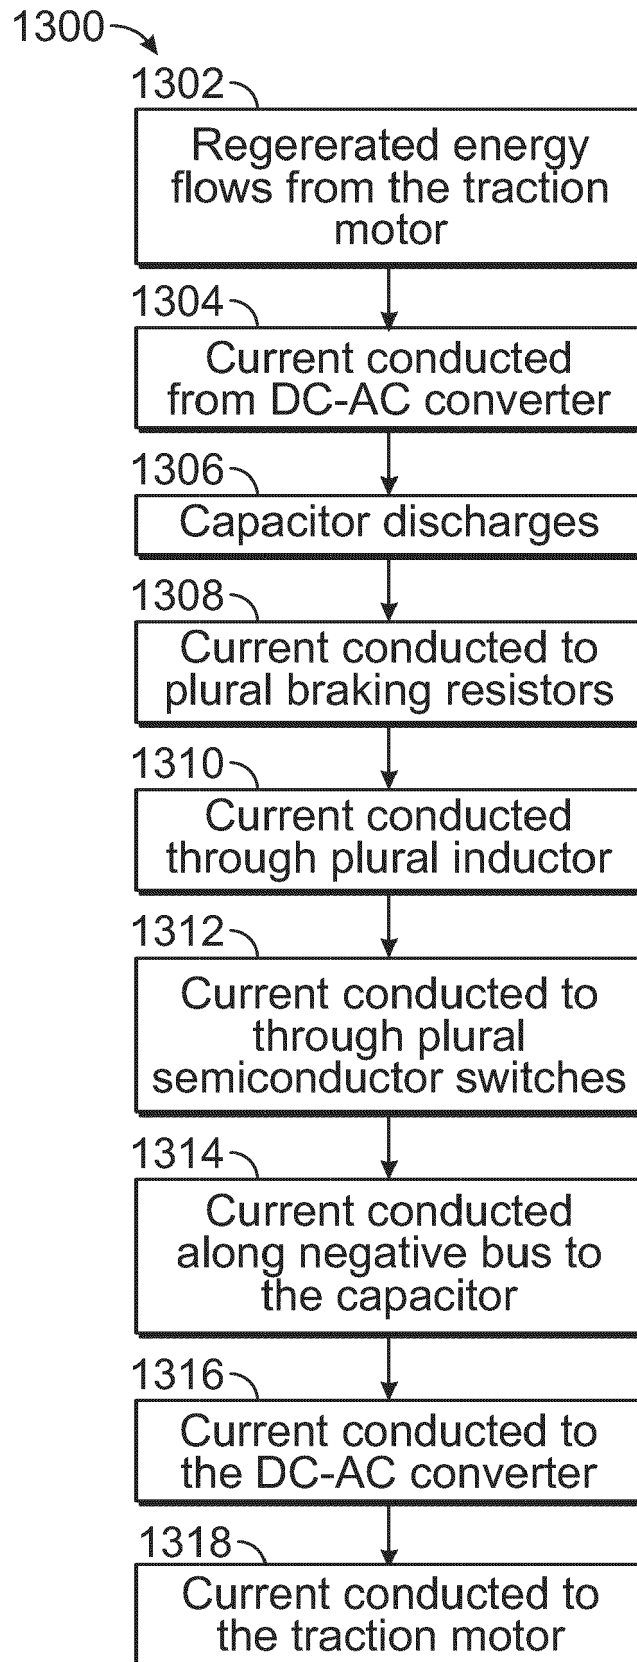 1300
1302
Regererated energy
flows from the traction
motor
1304
Current conducted
from DC-AC converter
1306
Capacitor discharges
1308
Current conducted to
plural braking resistors
1310
Current conducted
through plural inductor
1312
Current conducted to
through plural
semiconductor switches
1314
Current conducted
along negative bus to
the capacitor
1316
Current conducted to
the DC-AC converter
1318
Current conducted to
the traction motor